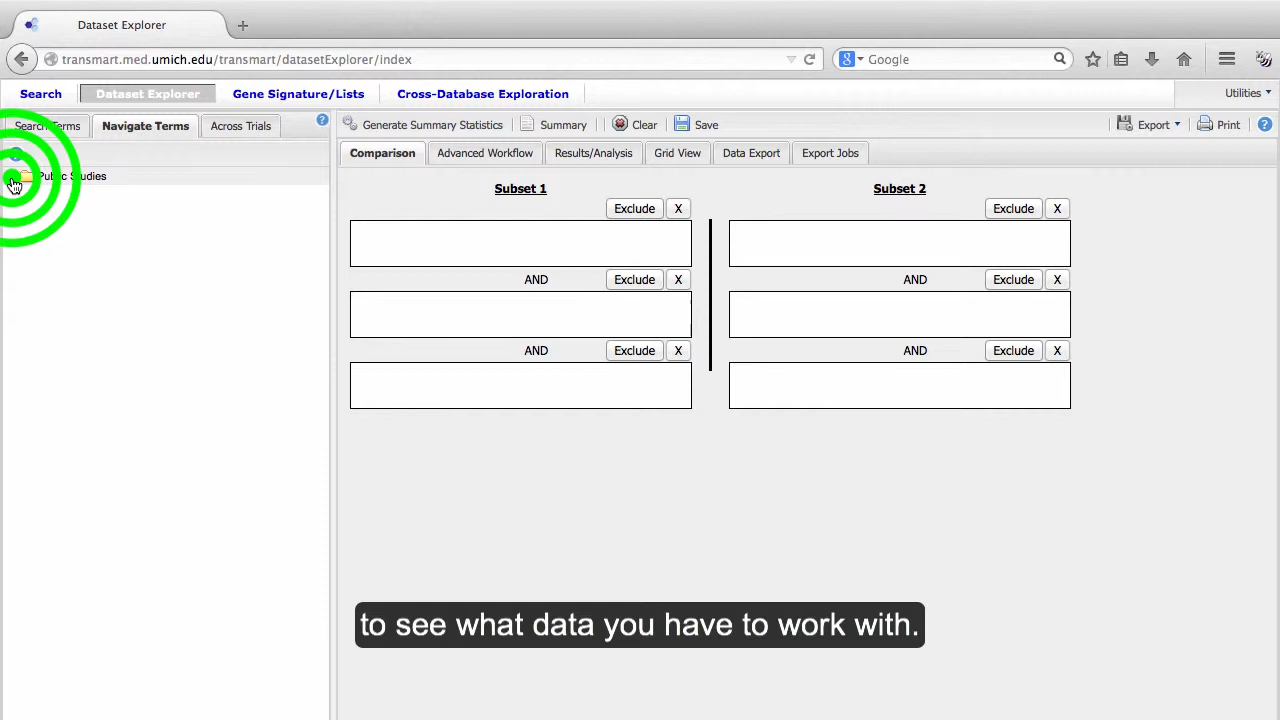 Dataset Explorer
transmart.med.umich.edu/transmart/datasetExplorer/index
Google
Search Dataset Explorer Gene Signature/Lists Cross-Database Exploration Utilities
Search Terms Navigate Terms Across Trials
Generate Summary Statistics Summary Clear Save Export Print
Comparison Advanced Workflow Results/Analysis Grid View Data Export Export Jobs
Public Studies
Subset 1 Subset 2
Exclude X Exclude X
AND Exclude X AND Exclude X
AND Exclude X AND Exclude X
to see what data you have to work with.